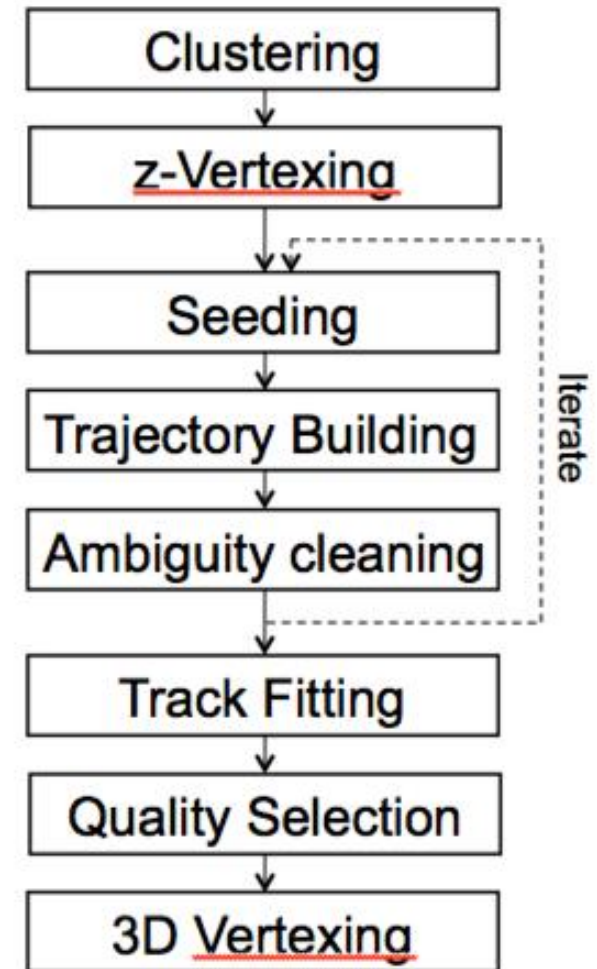 Clustering
z-Vertexing
Seeding
Trajectory Building
Ambiguity cleaning
Iterate
Track Fitting
Quality Selection
3D Vertexing